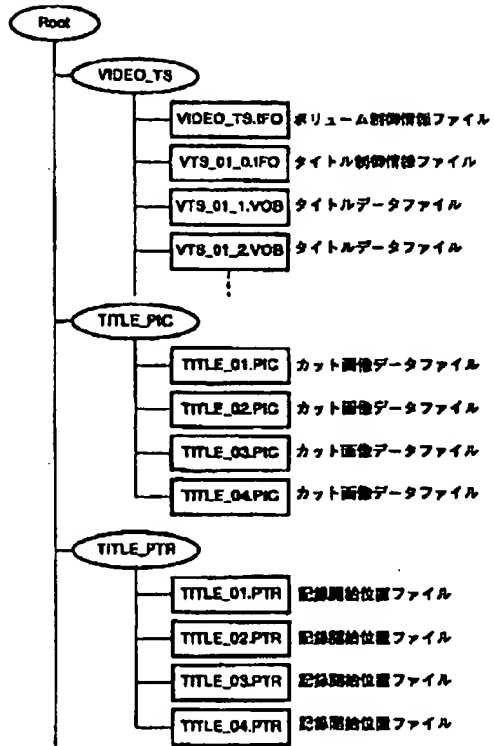 Root
VIDEO_TS
VIDEO_TS.IFO ボリューム制御情報ファイル
VTS_01_0.IFO タイトル制御情報ファイル
VTS_01_1.VOB タイトルデータファイル
VTS_01_2.VOB タイトルデータファイル
TITLE_PIC
TITLE_01.PIC カット画像データファイル
TITLE_02.PIC カット画像データファイル
TITLE_03.PIC カット画像データファイル
TITLE_04.PIC カット画像データファイル
TITLE_PTR
TITLE_01.PTR 記録開始位置ファイル
TITLE_02.PTR 記録開始位置ファイル
TITLE_03.PTR 記録開始位置ファイル
TITLE_04.PTR 記録開始位置ファイル